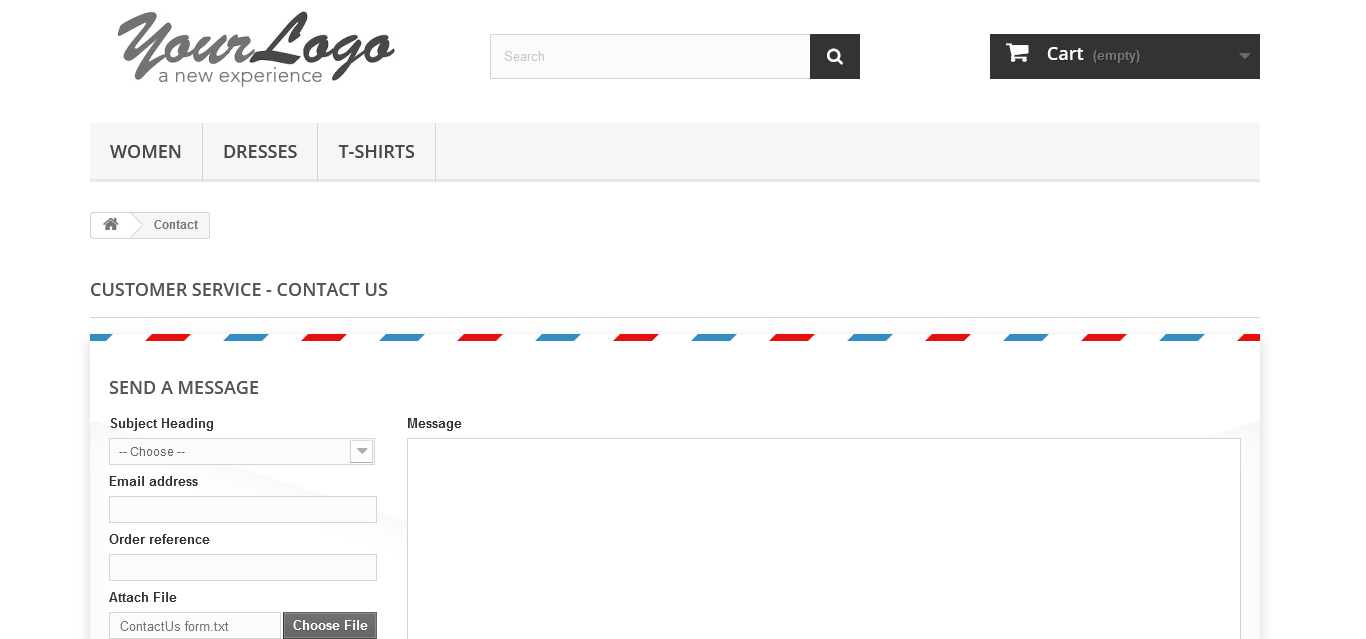 YourLogo
a new experience
Search
Cart (empty)
WOMEN DRESSES T-SHIRTS
Contact
CUSTOMER SERVICE - CONTACT US
SEND A MESSAGE
Subject Heading
-- Choose --
Email address
Order reference
Attach File
ContactUs form.txt Choose File
Message